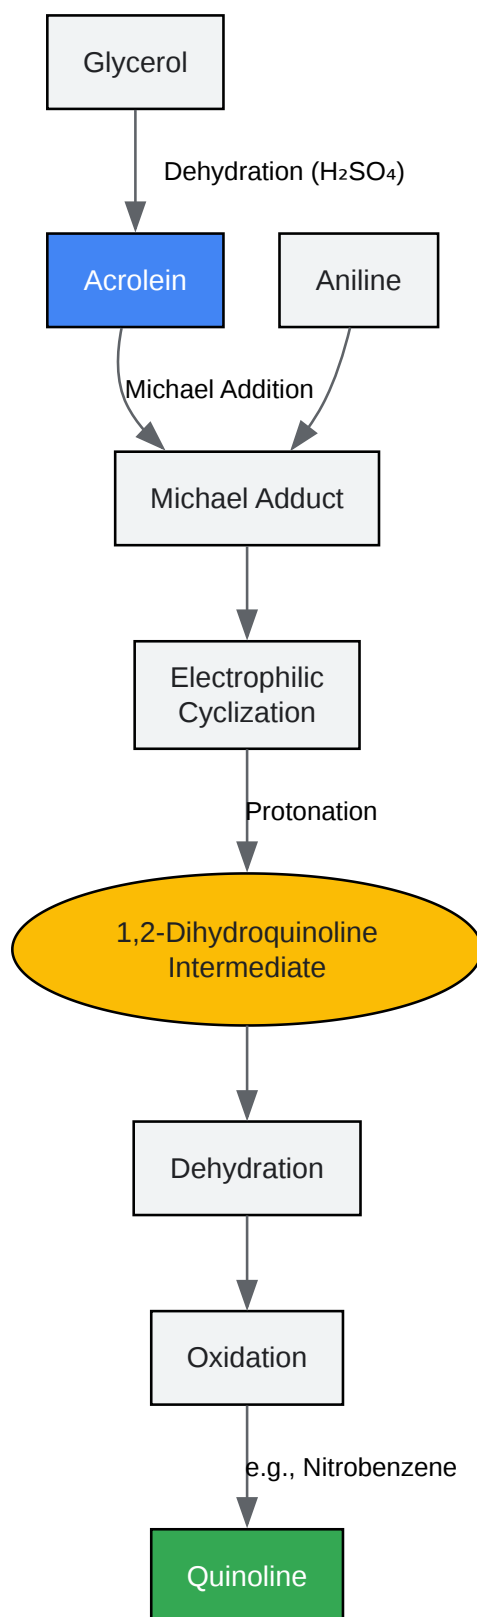 Glycerol
Dehydration (H₂SO₄)
Acrolein
Aniline
Michael Addition
Michael Adduct
Electrophilic
Cyclization
Protonation
1,2-Dihydroquinoline
Intermediate
Dehydration
Oxidation
e.g., Nitrobenzene
Quinoline